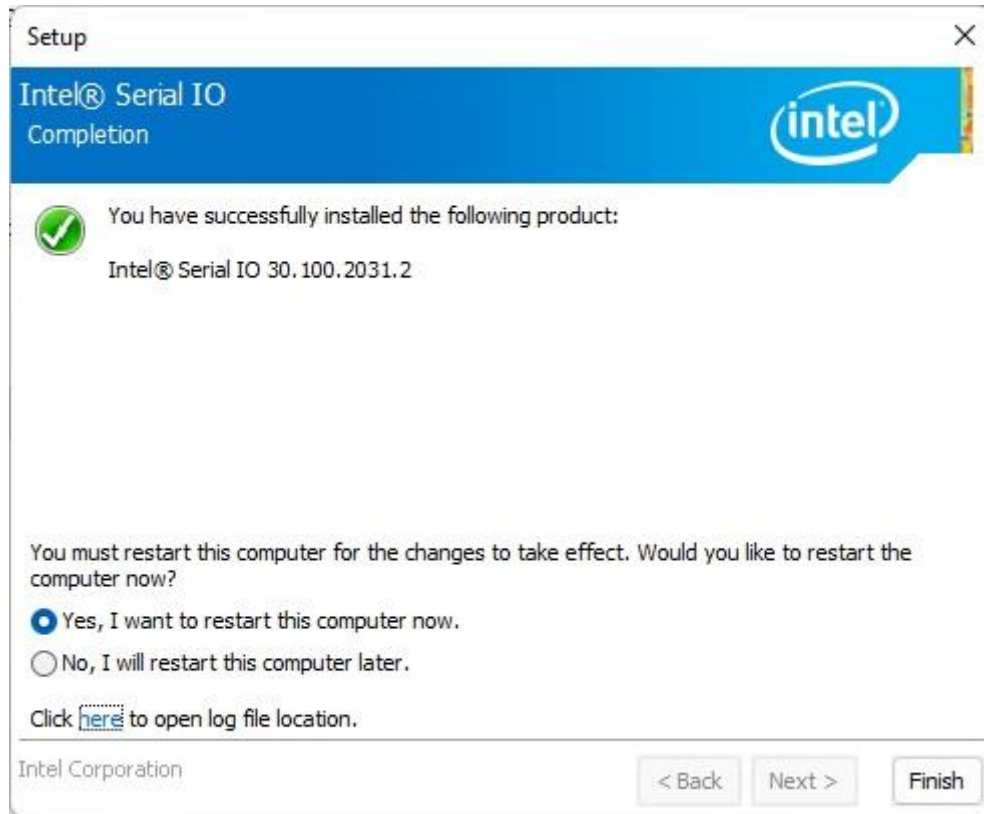 Setup
Intel® Serial IO
Completion
intel
You have successfully installed the following product:
Intel® Serial IO 30.100.2031.2
You must restart this computer for the changes to take effect. Would you like to restart the
computer now?
Yes, I want to restart this computer now.
No, I will restart this computer later.
Click here to open log file location.
Intel Corporation
< Back Next > Finish